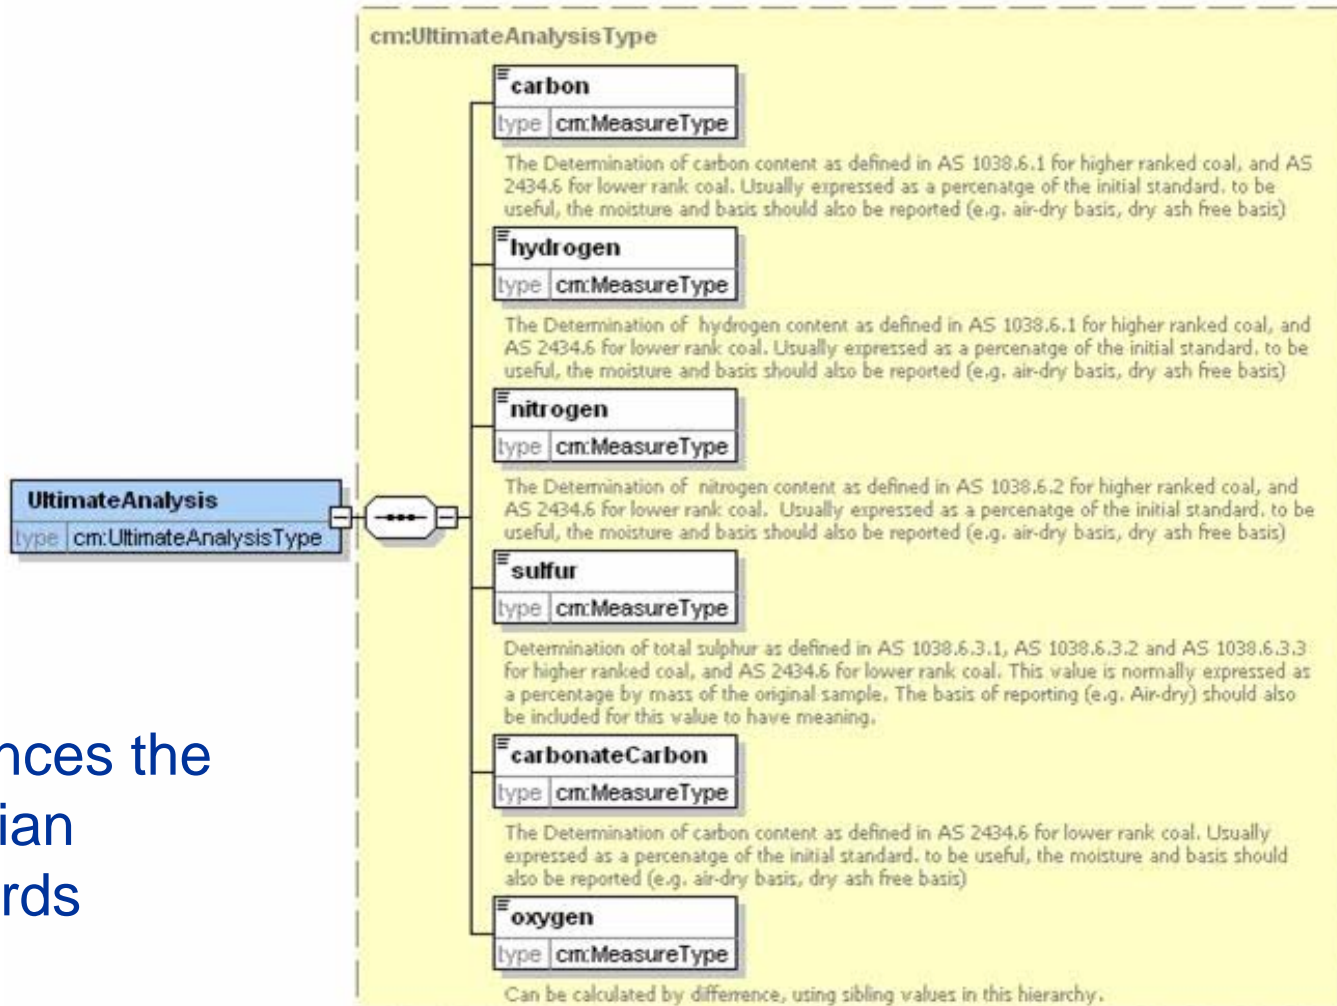 cm:UltimateAnalysisType
carbon
type cm:MeasureType
The Determination of carbon content as defined in AS 1038.6.1 for higher ranked coal, and AS
2434.6 for lower rank coal. Usually expressed as a percenatge of the initial standard. to be
useful, the moisture and basis should also be reported (e.g. air-dry basis, dry ash free basis)
hydrogen
type cm:MeasureType
The Determination of hydrogen content as defined in AS 1038.6.1 for higher ranked coal, and
AS 2434.6 for lower rank coal. Usually expressed as a percenatge of the initial standard. to be
useful, the moisture and basis should also be reported (e.g. air-dry basis, dry ash free basis)
nitrogen
type cm:MeasureType
The Determination of nitrogen content as defined in AS 1038.6.2 for higher ranked coal, and
AS 2434.6 for lower rank coal. Usually expressed as a percenatge of the initial standard. to be
useful, the moisture and basis should also be reported (e.g. air-dry basis, dry ash free basis)
UltimateAnalysis
type cm:UltimateAnalysisType
sulfur
type cm:MeasureType
Determination of total sulphur as defined in AS 1038.6.3.1, AS 1038.6.3.2 and AS 1038.6.3.3
for higher ranked coal, and AS 2434.6 for lower rank coal. This value is normally expressed as
a percentage by mass of the original sample. The basis of reporting (e.g. Air-dry) should also
be included for this value to have meaning.
carbonateCarbon
type cm:MeasureType
The Determination of carbon content as defined in AS 2434.6 for lower rank coal. Usually
expressed as a percenatge of the initial standard. to be useful, the moisture and basis should
also be reported (e.g. air-dry basis, dry ash free basis)
oxygen
type cm:MeasureType
Can be calculated by differrence, using sibling values in this hierarchy.
nces the
ian
rds